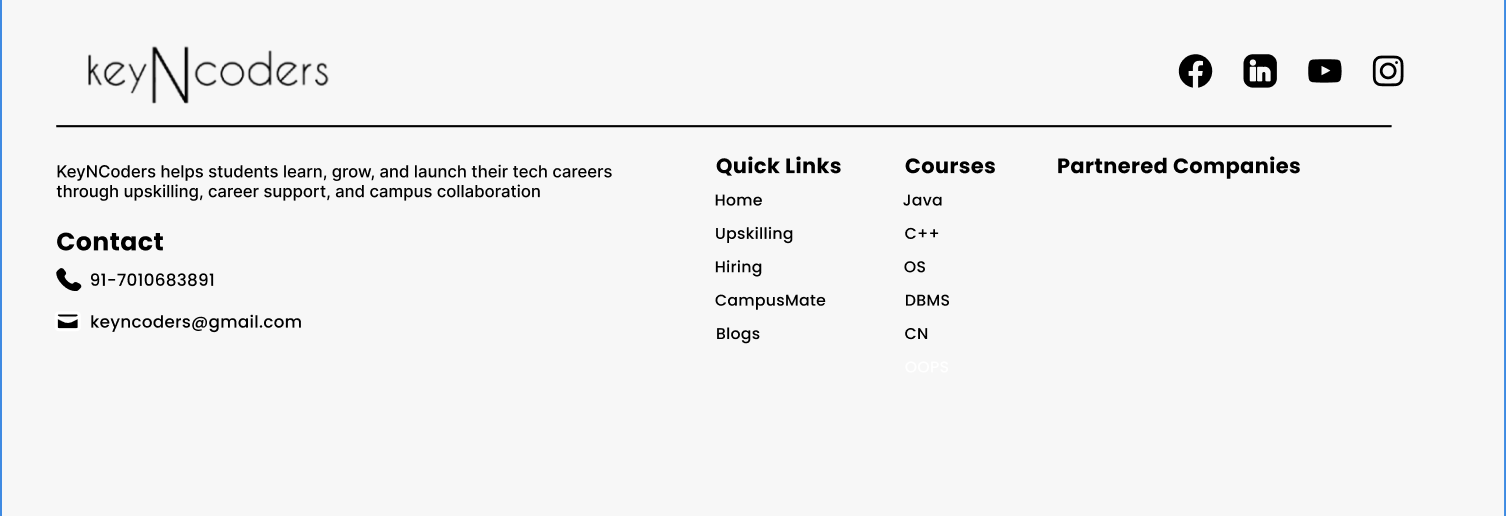 keyNcoders
KeyNCoders helps students learn, grow, and launch their tech careers
through upskilling, career support, and campus collaboration
Contact
91-7010683891
keyncoders@gmail.com
Quick Links
Home
Upskilling
Hiring
CampusMate
Blogs
Courses
Java
C++
OS
DBMS
CN
OOPS
Partnered Companies